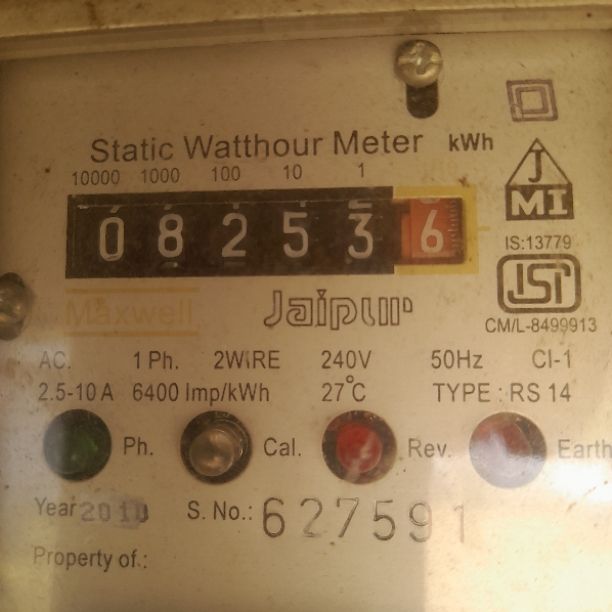 Static Watthour Meter kWh
10000 1000 100 10 1
0 8 2 5 3 6
J
MI
IS:13779
ISI
CM/L-8499913
Maxwell Jaipur
AC. 1 Ph. 2WIRE 240V 50Hz Cl-1
2.5-10 A 6400 Imp/kWh 27°C TYPE : RS 14
Ph. Cal. Rev. Earth
Year 2010 S. No.: 627591
Property of :